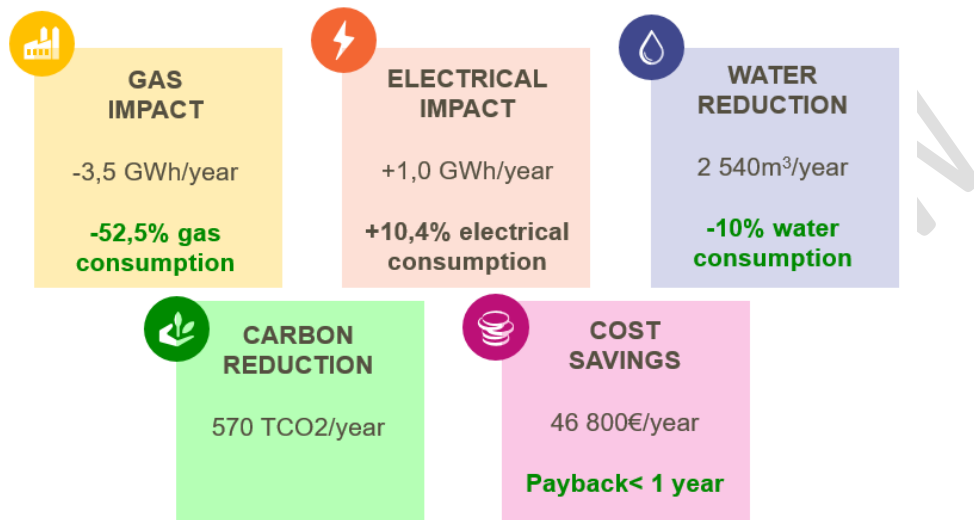 GAS
IMPACT
-3,5 GWh/year
-52,5% gas
consumption
ELECTRICAL
IMPACT
+1,0 GWh/year
+10,4% electrical
consumption
WATER
REDUCTION
2 540m³/year
-10% water
consumption
CARBON
REDUCTION
570 TCO2/year
COST
SAVINGS
46 800€/year
Payback< 1 year